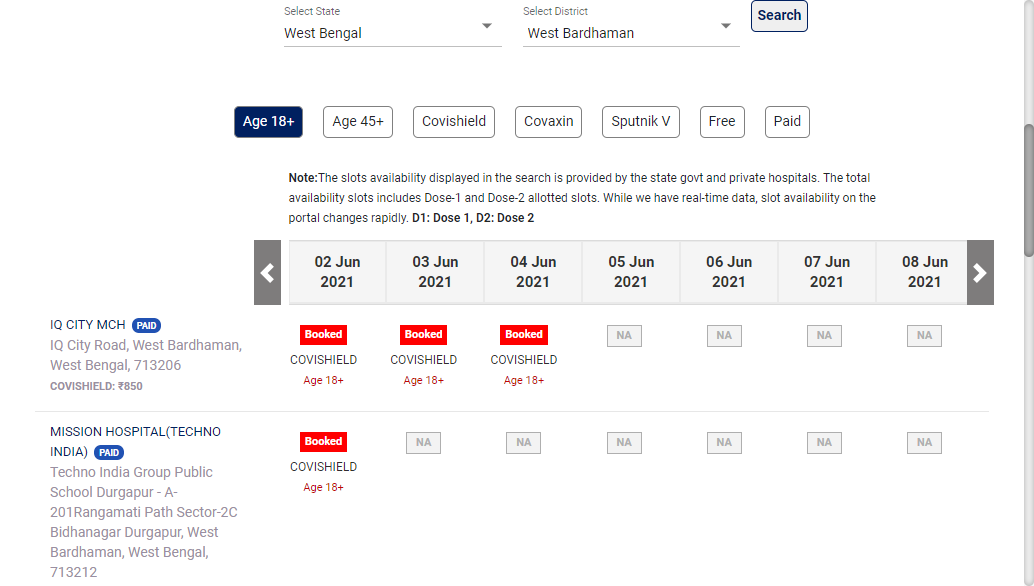 Select State
Select District
Search
West Bengal
West Bardhaman
Age 18+
Age 45+
Covishield
Covaxin
Sputnik V
Free
Paid
Note:The slots availability displayed in the search is provided by the state govt and private hospitals. The total
availability slots includes Dose-1 and Dose-2 allotted slots. While we have real-time data, slot availability on the
portal changes rapidly. D1: Dose 1, D2: Dose 2
02 Jun
2021
03 Jun
2021
04 Jun
2021
05 Jun
2021
06 Jun
2021
07 Jun
2021
08 Jun
2021
IQ CITY MCH PAID
IQ City Road, West Bardhaman,
West Bengal, 713206
COVISHIELD: ₹850
Booked
COVISHIELD
Age 18+
Booked
COVISHIELD
Age 18+
Booked
COVISHIELD
Age 18+
NA
NA
NA
NA
MISSION HOSPITAL(TECHNO
INDIA) PAID
Techno India Group Public
School Durgapur - A-
201Rangamati Path Sector-2C
Bidhanagar Durgapur, West
Bardhaman, West Bengal,
713212
Booked
COVISHIELD
Age 18+
NA
NA
NA
NA
NA
NA